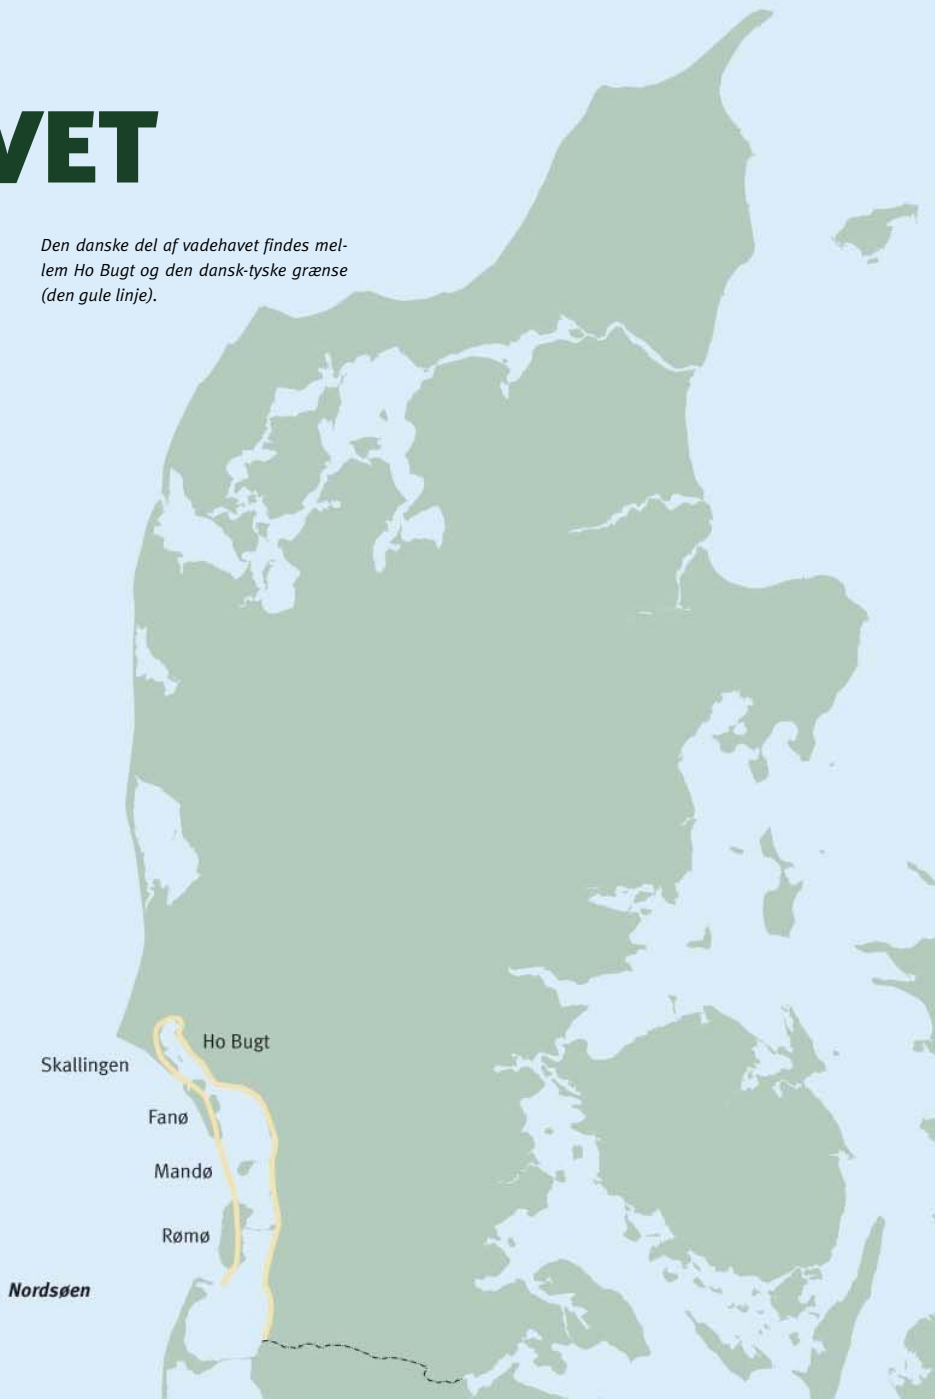 VET
Den danske del af vadehavet findes mel-
lem Ho Bugt og den dansk-tyske grænse
(den gule linje).
Ho Bugt
Skallingen
Fanø
Mandø
Rømø
Nordsøen